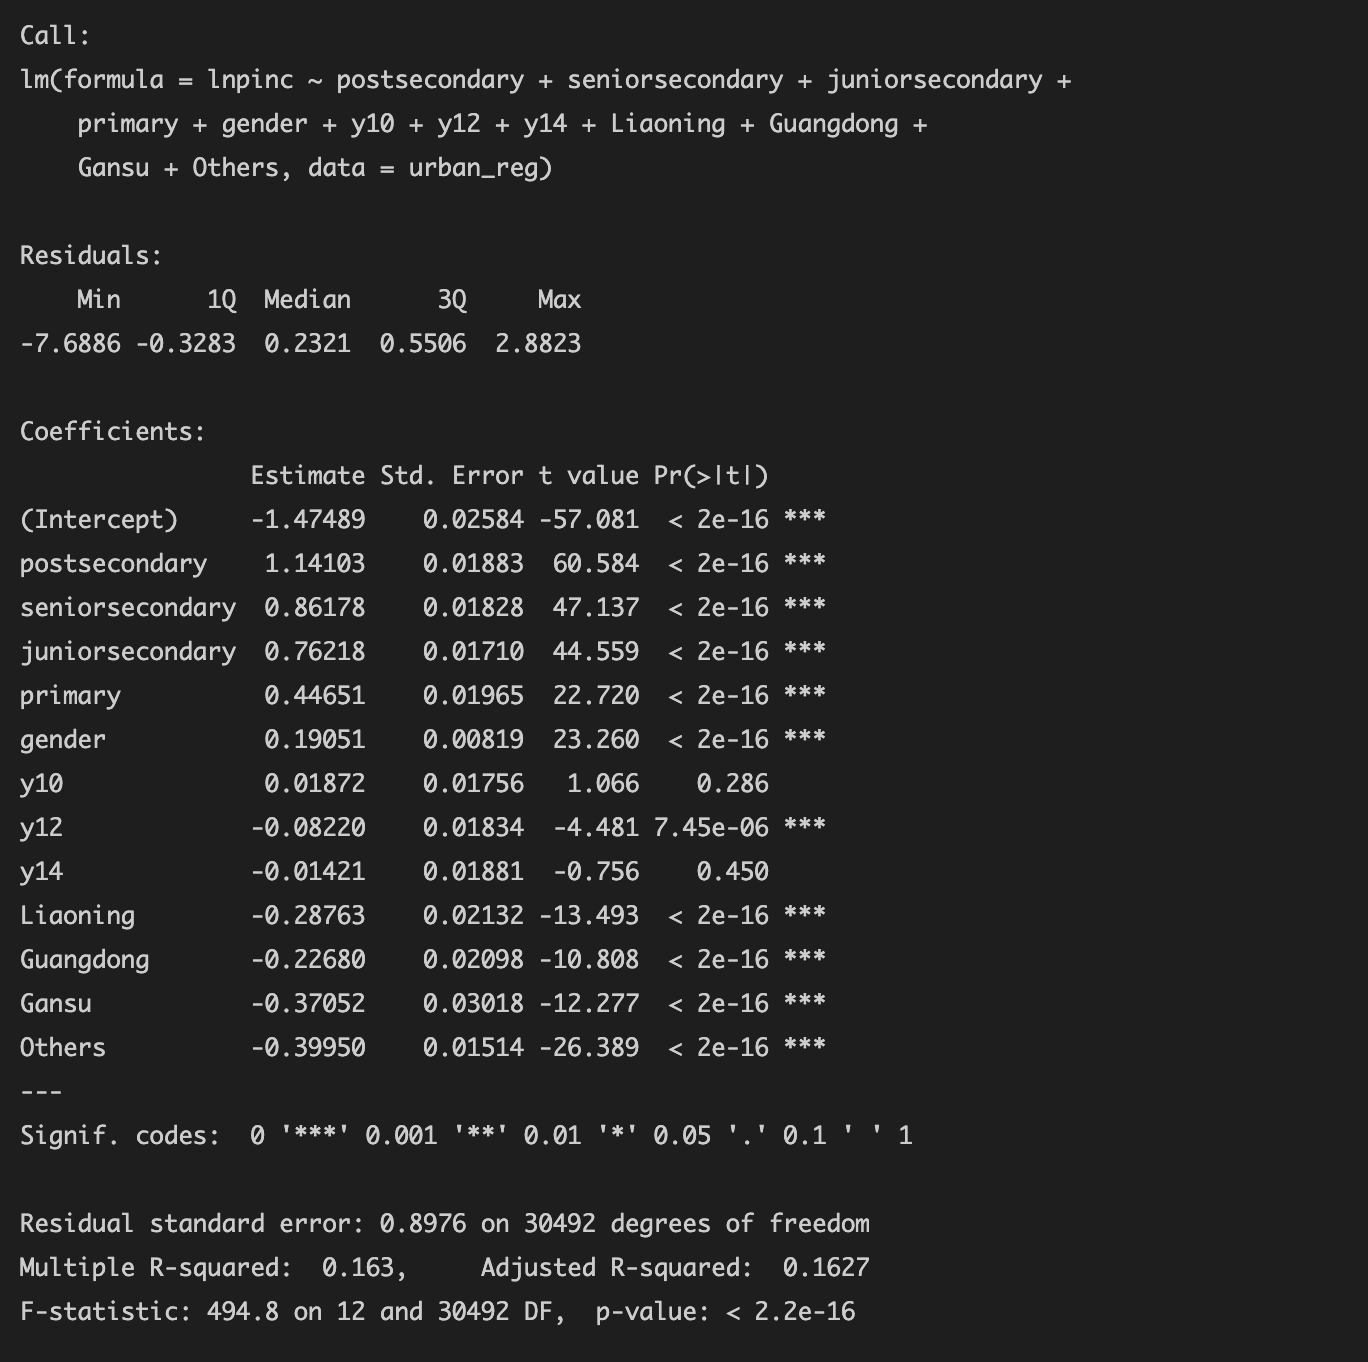 Call:
lm(formula = lnpinc ~ postsecondary + seniorsecondary + juniorsecondary +
    primary + gender + y10 + y12 + y14 + Liaoning + Guangdong +
    Gansu + Others, data = urban_reg)
Residuals:
    Min      1Q  Median      3Q     Max
-7.6886 -0.3283  0.2321  0.5506  2.8823
Coefficients:
                Estimate Std. Error t value Pr(>|t|)
(Intercept)     -1.47489    0.02584 -57.081  < 2e-16 ***
postsecondary    1.14103    0.01883  60.584  < 2e-16 ***
seniorsecondary  0.86178    0.01828  47.137  < 2e-16 ***
juniorsecondary  0.76218    0.01710  44.559  < 2e-16 ***
primary          0.44651    0.01965  22.720  < 2e-16 ***
gender           0.19051    0.00819  23.260  < 2e-16 ***
y10              0.01872    0.01756   1.066    0.286
y12             -0.08220    0.01834  -4.481 7.45e-06 ***
y14             -0.01421    0.01881  -0.756    0.450
Liaoning        -0.28763    0.02132 -13.493  < 2e-16 ***
Guangdong       -0.22680    0.02098 -10.808  < 2e-16 ***
Gansu           -0.37052    0.03018 -12.277  < 2e-16 ***
Others          -0.39950    0.01514 -26.389  < 2e-16 ***
---
Signif. codes:  0 '***' 0.001 '**' 0.01 '*' 0.05 '.' 0.1 ' ' 1
Residual standard error: 0.8976 on 30492 degrees of freedom
Multiple R-squared:  0.163,     Adjusted R-squared:  0.1627
F-statistic: 494.8 on 12 and 30492 DF,  p-value: < 2.2e-16